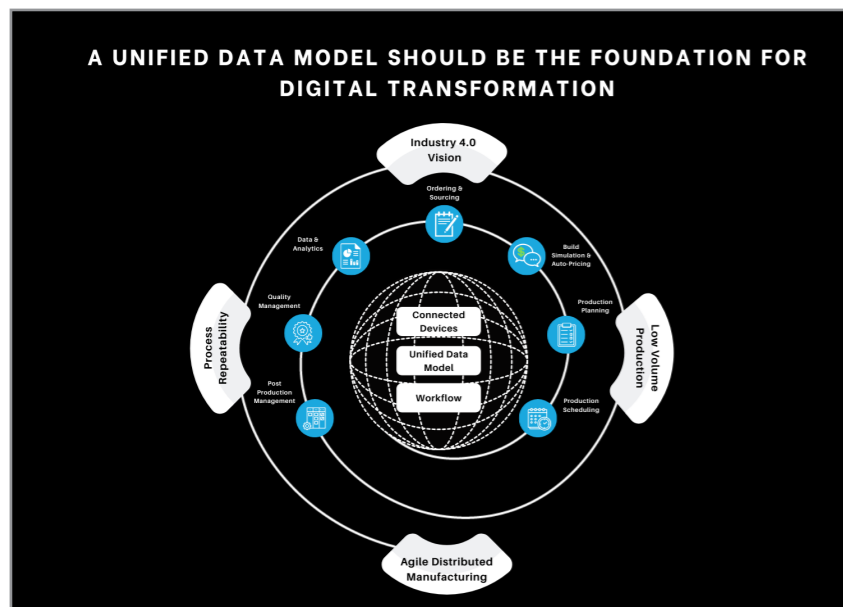 A UNIFIED DATA MODEL SHOULD BE THE FOUNDATION FOR
DIGITAL TRANSFORMATION
Industry 4.0
Vision
Ordering &
Sourcing
Data &
Analytics
Build
Simulation &
Auto-Pricing
Quality
Management
Production
Planning
Connected
Devices
Process
Repeatability
Low Volume
Production
Unified Data
Model
Post
Production
Management
Workflow
Production
Scheduling
Agile Distributed
Manufacturing